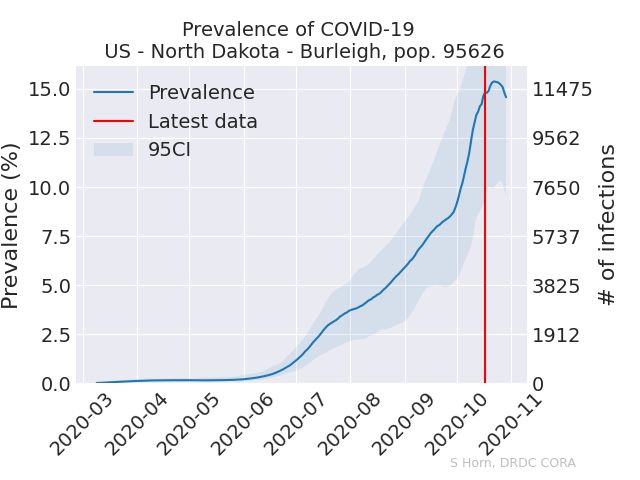 Prevalence of COVID-19
US - North Dakota - Burleigh, pop. 95626
Prevalence (%)
15.0
12.5
10.0
7.5
5.0
2.5
0.0
Prevalence
Latest data
95CI
11475
9562
7650
5737
3825
1912
0
# of infections
2020-03
2020-04
2020-05
2020-06
2020-07
2020-08
2020-09
2020-10
2020-11
S Horn, DRDC CORA